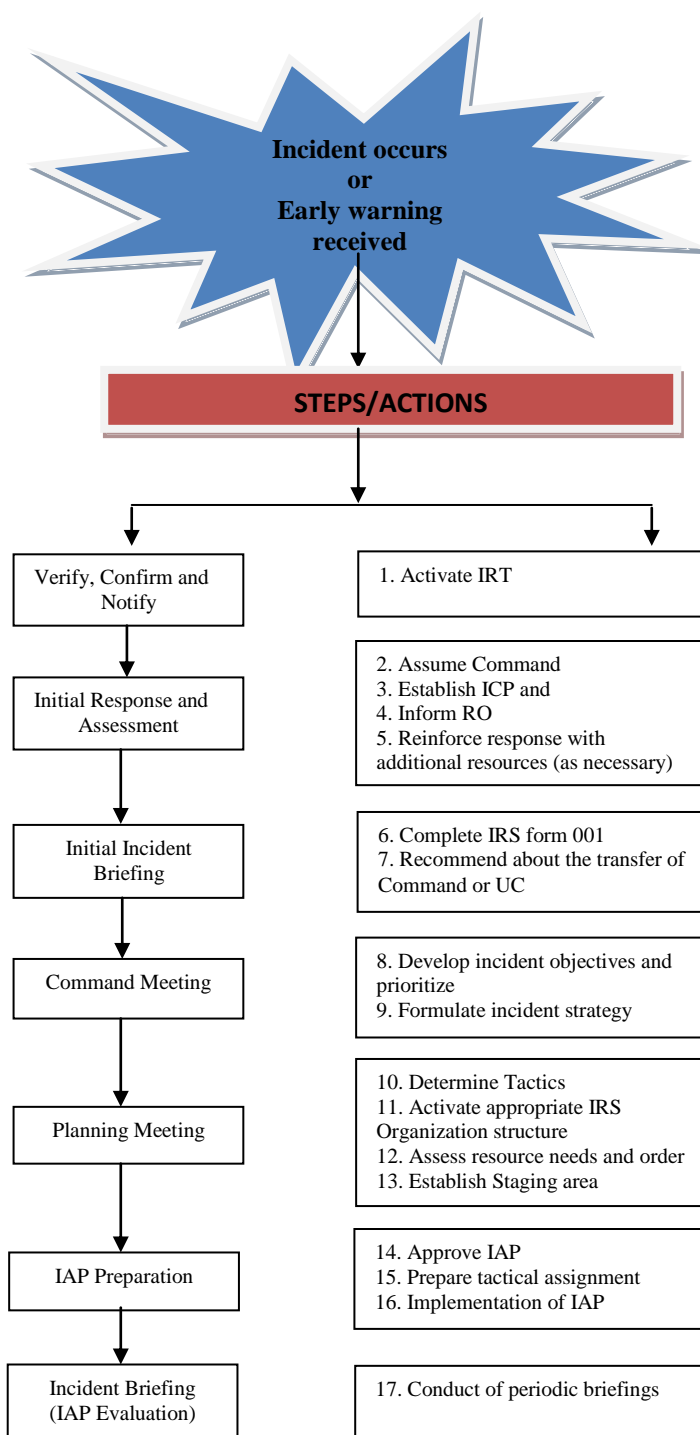 Incident occurs
or
Early warning
received
STEPS/ACTIONS
Verify, Confirm and
Notify
1. Activate IRT
Initial Response and
Assessment
2. Assume Command
3. Establish ICP and
4. Inform RO
5. Reinforce response with
additional resources (as necessary)
Initial Incident
Briefing
6. Complete IRS form 001
7. Recommend about the transfer of
Command or UC
Command Meeting
8. Develop incident objectives and
prioritize
9. Formulate incident strategy
Planning Meeting
10. Determine Tactics
11. Activate appropriate IRS
Organization structure
12. Assess resource needs and order
13. Establish Staging area
IAP Preparation
14. Approve IAP
15. Prepare tactical assignment
16. Implementation of IAP
Incident Briefing
(IAP Evaluation)
17. Conduct of periodic briefings